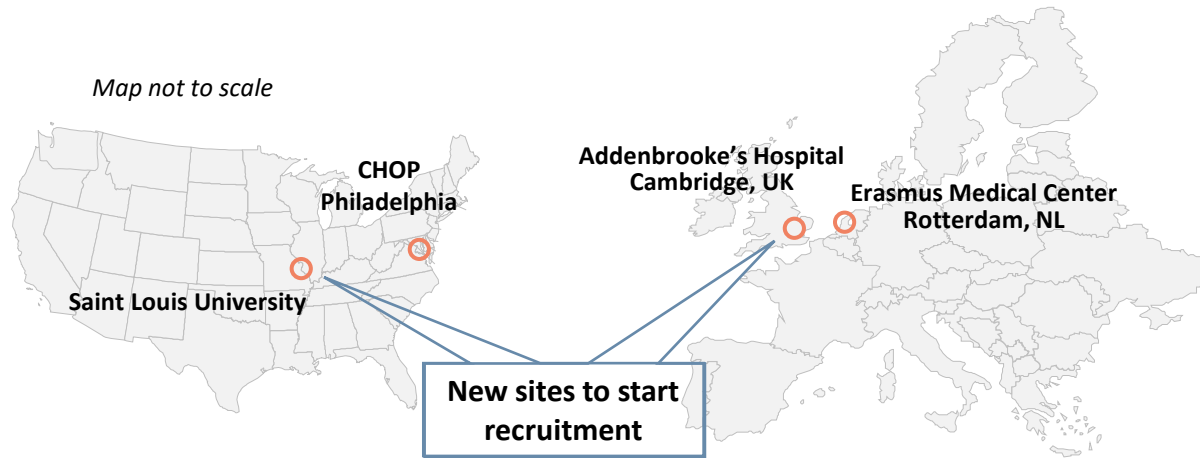 Map not to scale
CHOP
Philadelphia
Saint Louis University
Addenbrooke’s Hospital
Cambridge, UK
Erasmus Medical Center
Rotterdam, NL
New sites to start
recruitment